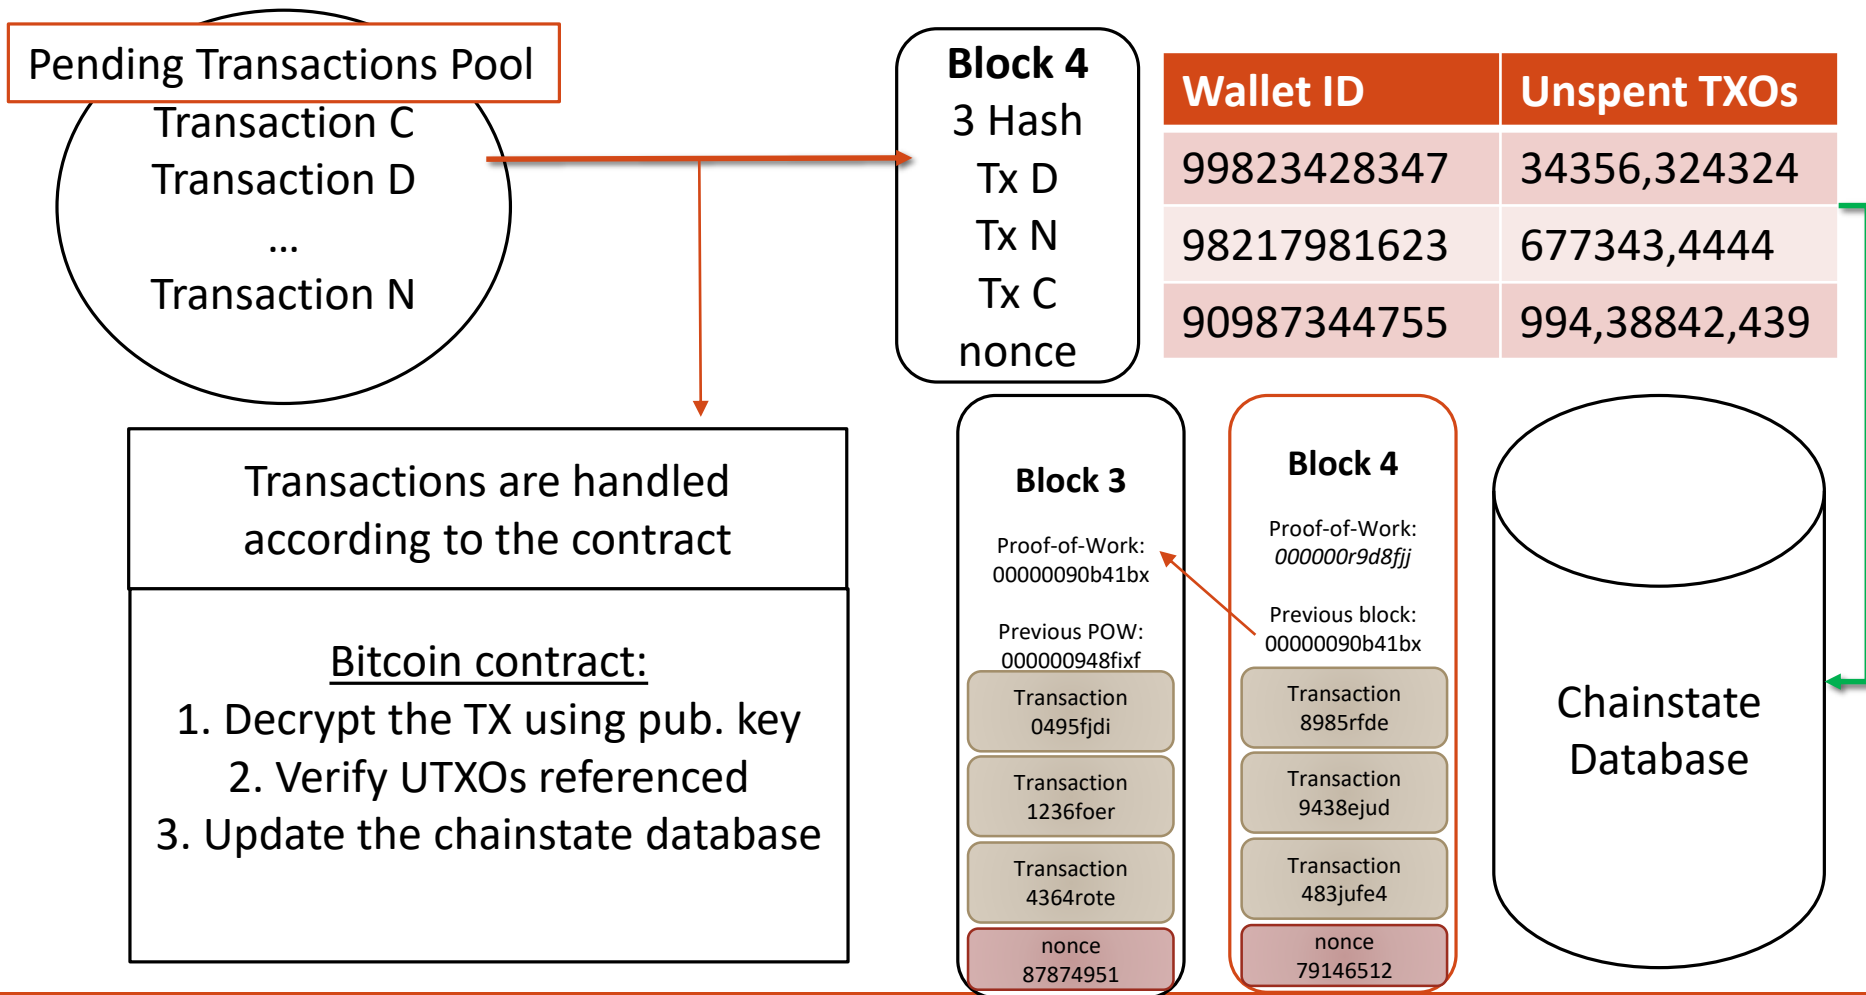 Pending Transactions Pool
Transaction C
Transaction D
...
Transaction N
Block 4
3 Hash
Tx D
Tx N
Tx C
nonce
Wallet ID Unspent TXOs
99823428347 34356,324324
98217981623 677343,4444
90987344755 994,38842,439
Transactions are handled
according to the contract
Bitcoin contract:
1. Decrypt the TX using pub. key
2. Verify UTXOs referenced
3. Update the chainstate database
Block 3
Proof-of-Work:
00000090b41bx
Previous POW:
000000948fixf
Transaction
0495fjdi
Transaction
1236foer
Transaction
4364rote
nonce
87874951
Block 4
Proof-of-Work:
000000r9d8fjj
Previous block:
00000090b41bx
Transaction
8985rfde
Transaction
9438ejud
Transaction
483jufe4
nonce
79146512
Chainstate
Database